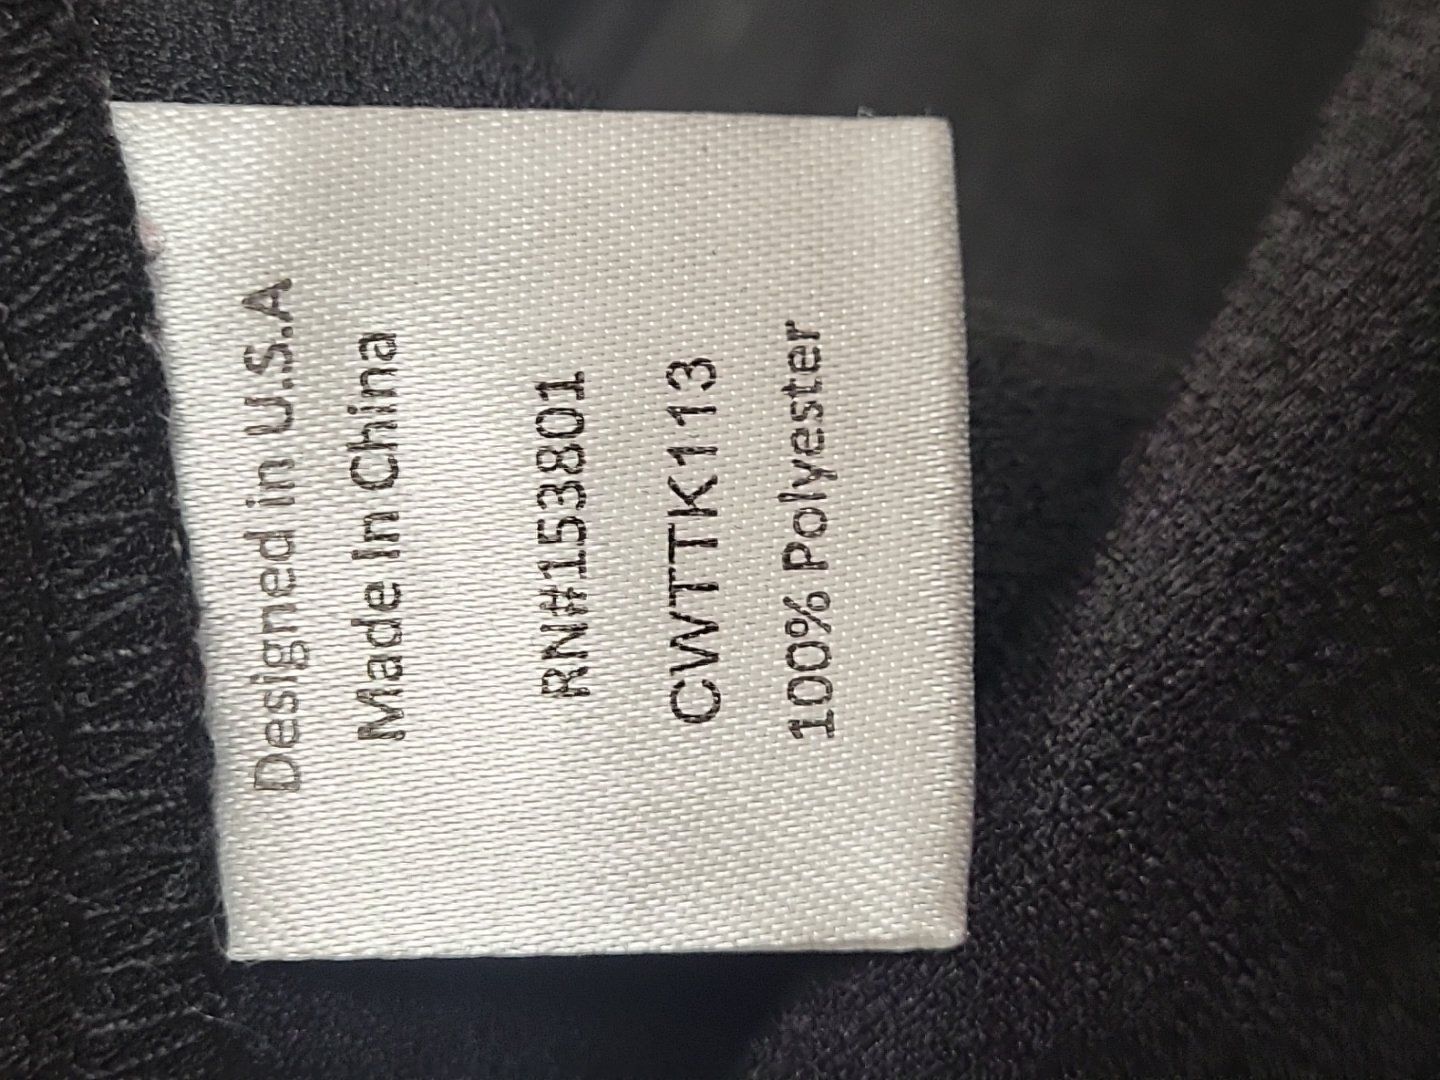 Designed in U.S.A
Made In China
RN#153801
CWTTK113
100% Polyester